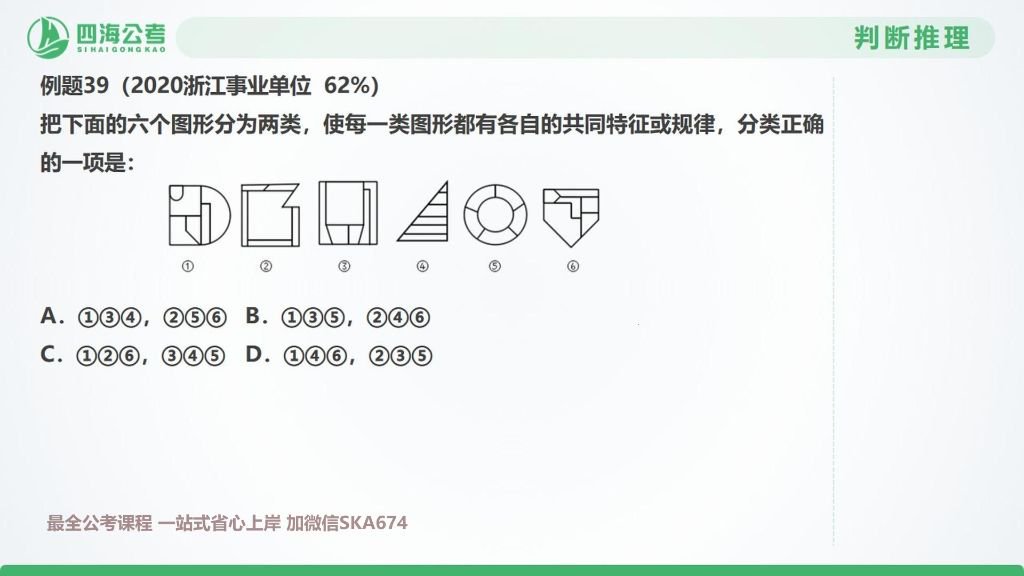 四海公考
SIHAIGONGKAO
判断推理
例题39（2020浙江事业单位 62%）
把下面的六个图形分为两类，使每一类图形都有各自的共同特征或规律，分类正确
的一项是：
① ② ③ ④ ⑤ ⑥
A. ①③④，②⑤⑥ B. ①③⑤，②④⑥
C. ①②⑥，③④⑤ D. ①④⑥，②③⑤
最全公考课程 一站式省心上岸 加微信SKA674